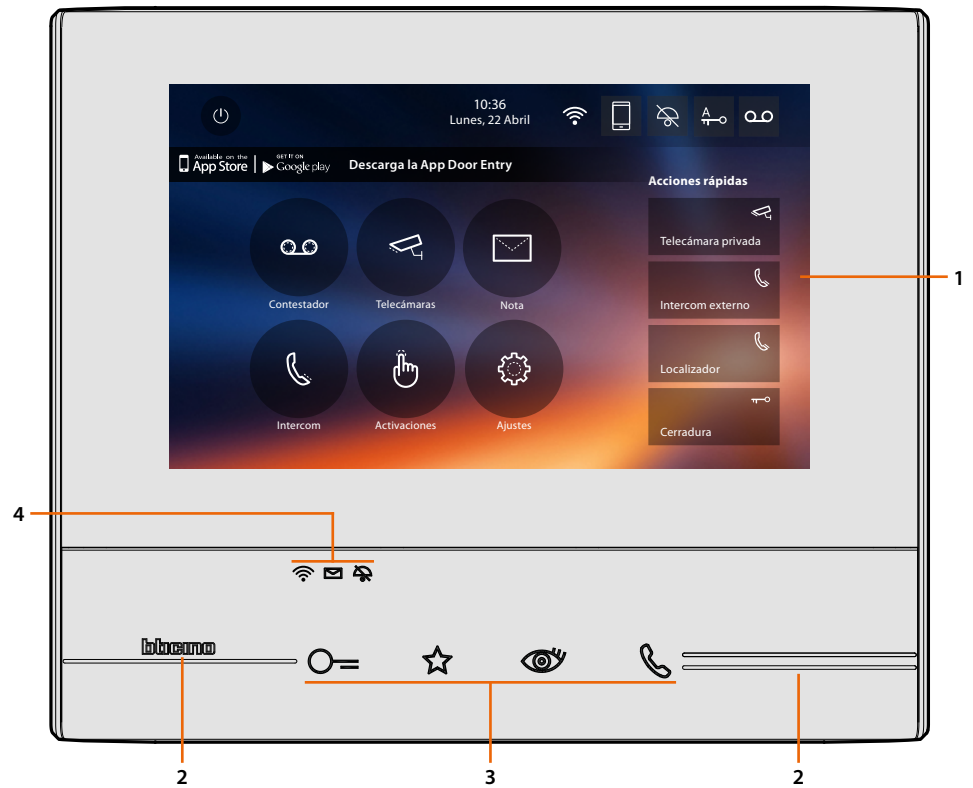 10:36
Lunes, 22 Abril
A
Available on the
App Store
GET IT ON
Google play
Descarga la App Door Entry
Acciones rápidas
Telecámara privada
Intercom externo
Localizador
Cerradura
Contestador
Telecámaras
Nota
Intercom
Activaciones
Ajustes
1
4
bticino
2
3
2